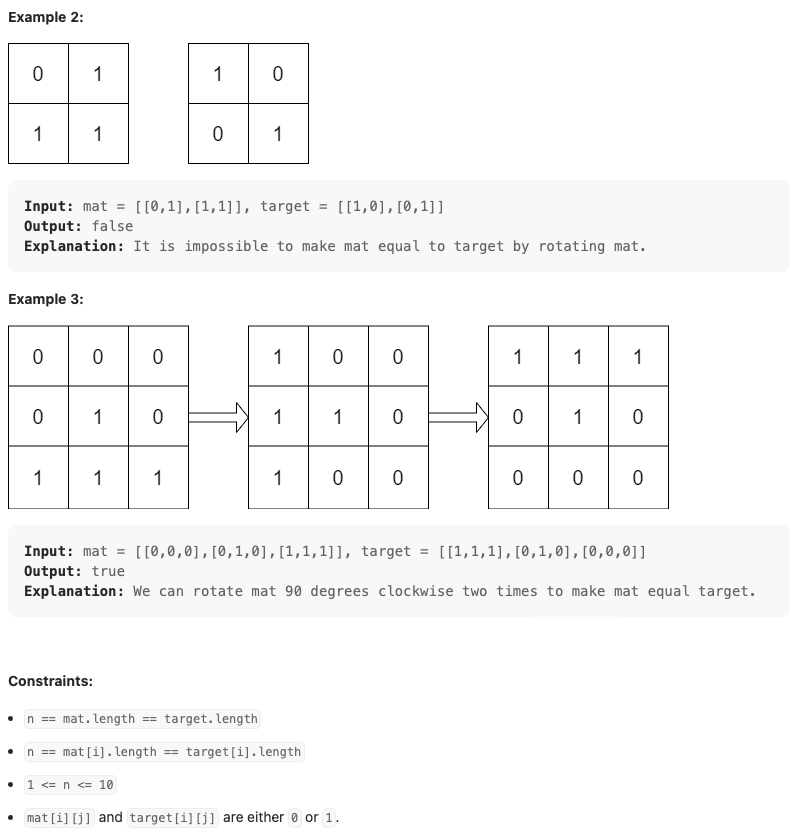 Example 2:
0 1 1 0
1 1 0 1
Input: mat = [[0,1],[1,1]], target = [[1,0],[0,1]]
Output: false
Explanation: It is impossible to make mat equal to target by rotating mat.
Example 3:
0 0 0 1 0 0 1 1 1
0 1 0 1 1 0 0 1 0
1 1 1 1 0 0 0 0 0
Input: mat = [[0,0,0],[0,1,0],[1,1,1]], target = [[1,1,1],[0,1,0],[0,0,0]]
Output: true
Explanation: We can rotate mat 90 degrees clockwise two times to make mat equal target.
Constraints:
• n == mat.length == target.length
• n == mat[i].length == target[i].length
• 1 <= n <= 10
• mat[i][j] and target[i][j] are either 0 or 1.